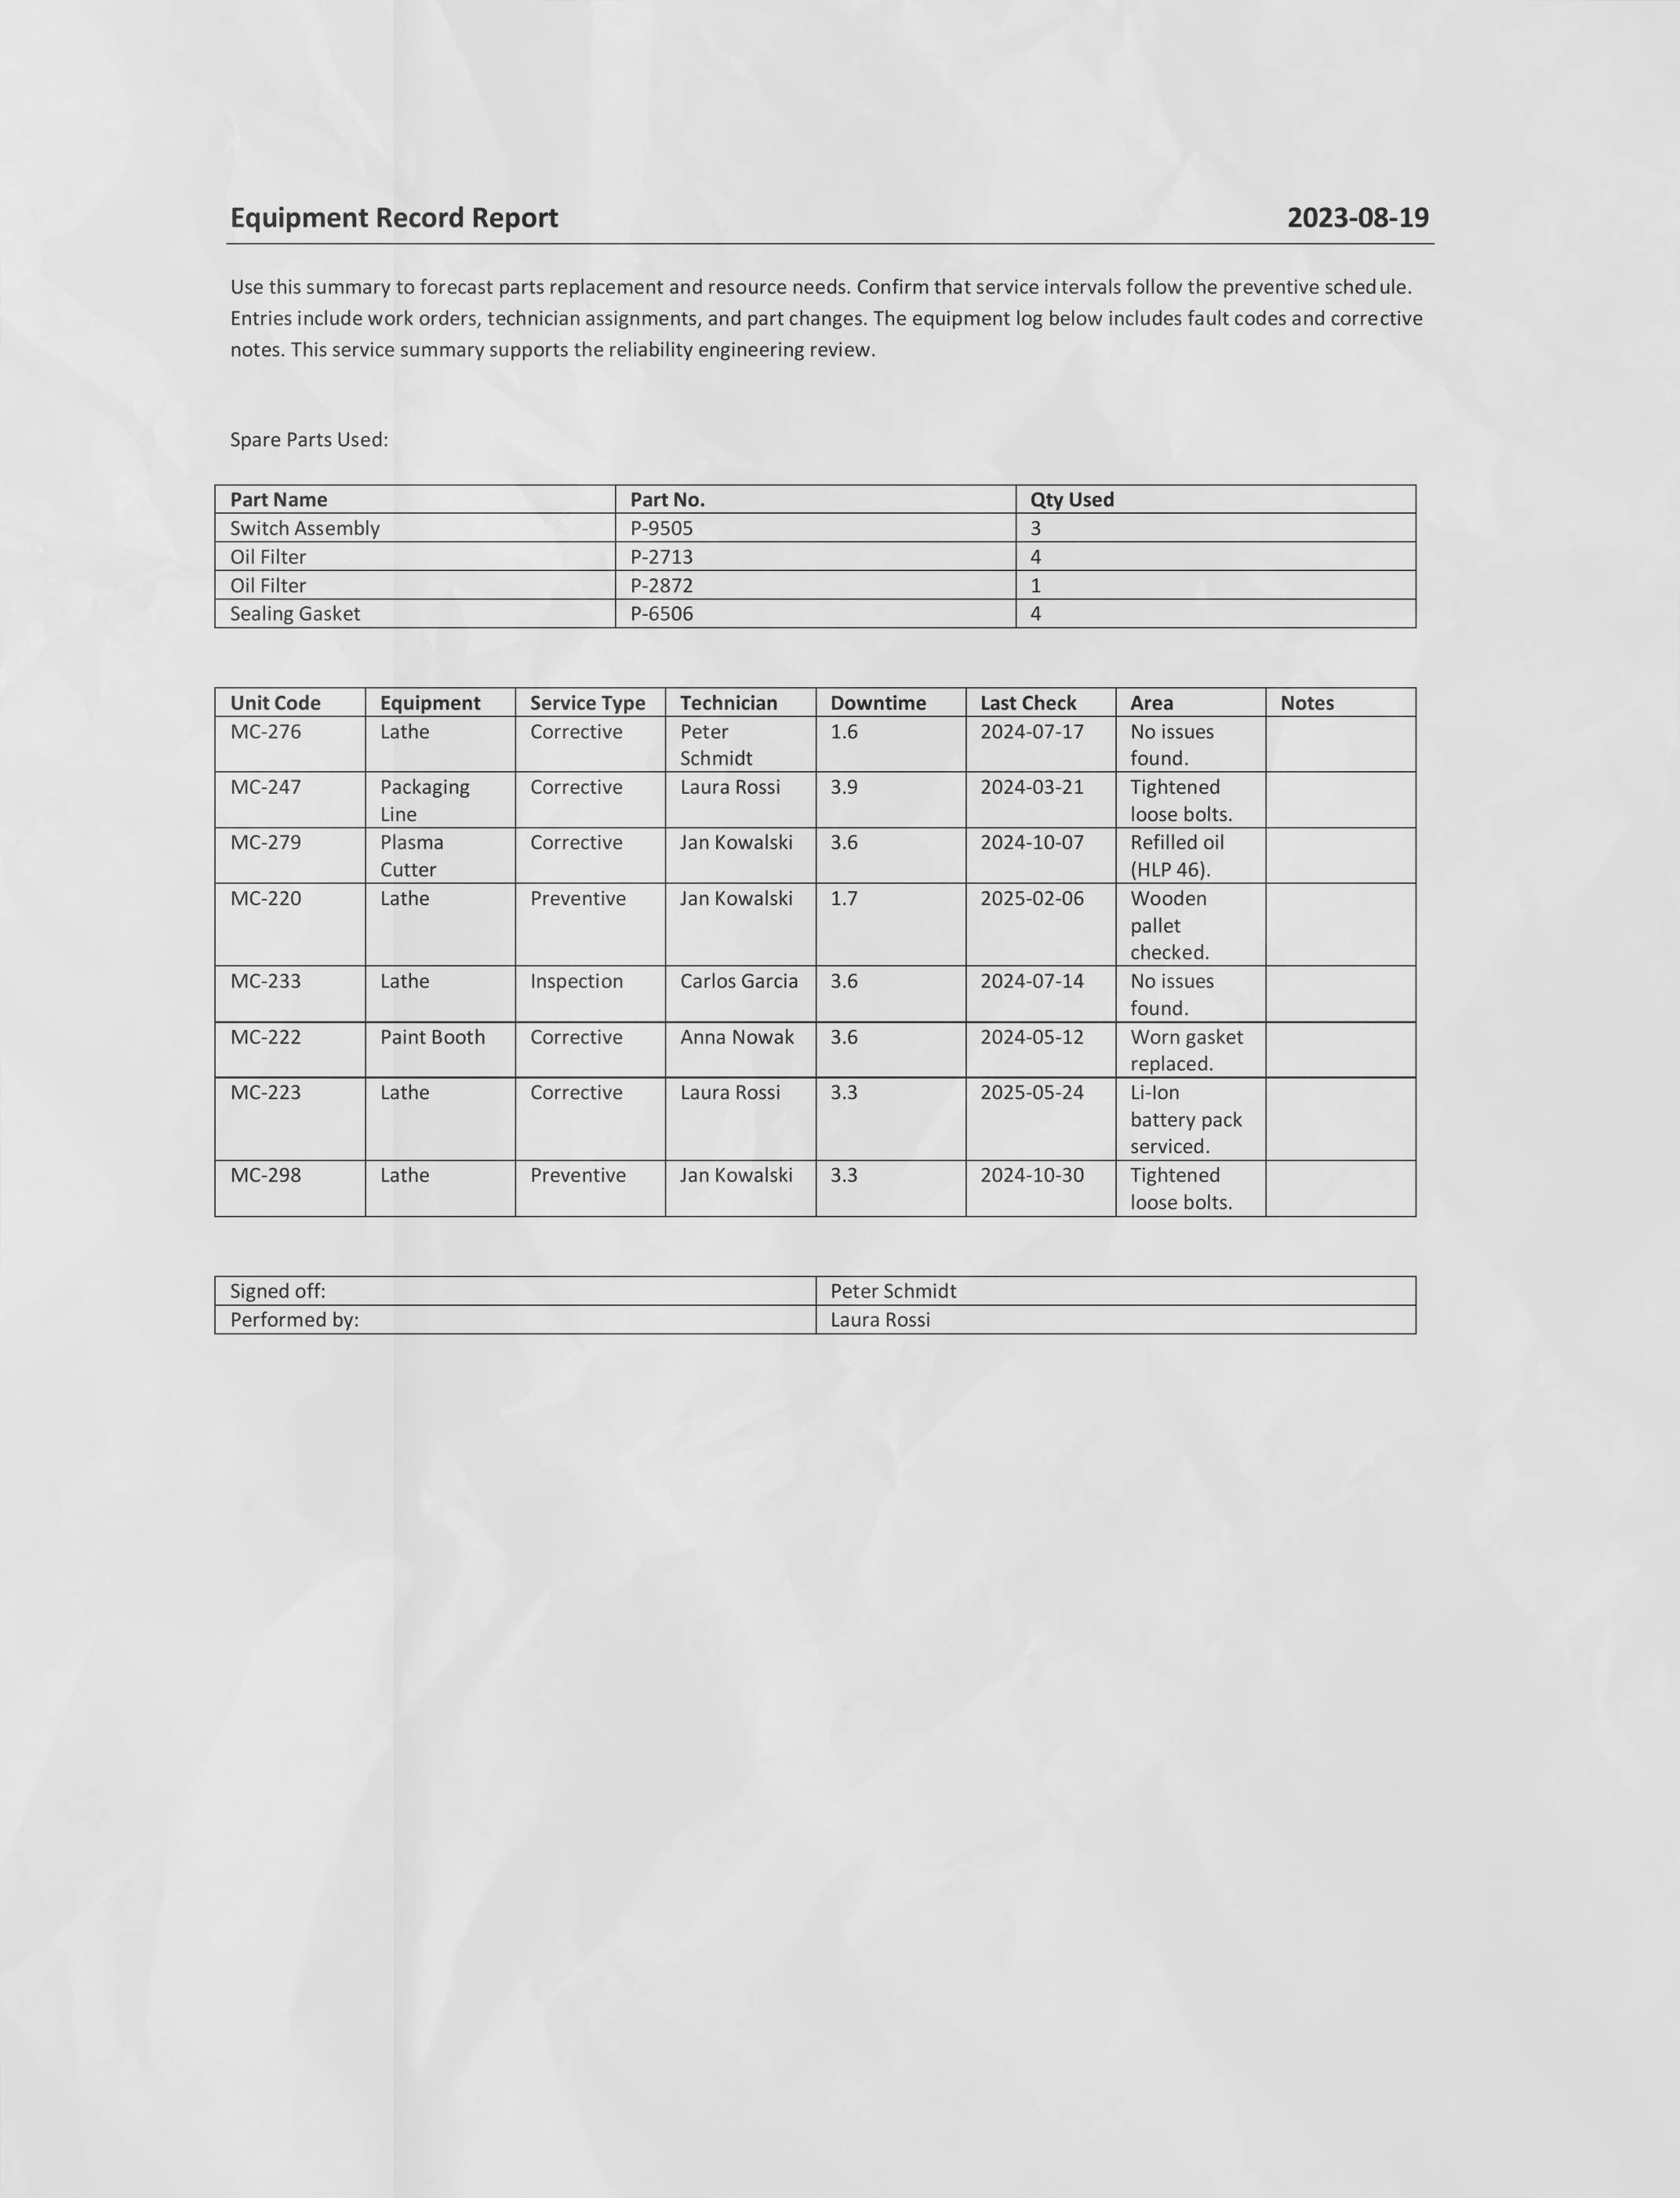 Equipment Record Report 2023-08-19
Use this summary to forecast parts replacement and resource needs. Confirm that service intervals follow the preventive schedule.
Entries include work orders, technician assignments, and part changes. The equipment log below includes fault codes and corrective
notes. This service summary supports the reliability engineering review.
Spare Parts Used:
Part Name Part No. Qty Used
Switch Assembly P-9505 3
Oil Filter P-2713 4
Oil Filter P-2872 1
Sealing Gasket P-6506 4
Unit Code Equipment Service Type Technician Downtime Last Check Area Notes
MC-276 Lathe Corrective Peter 1.6 2024-07-17 No issues
Schmidt found.
MC-247 Packaging Corrective Laura Rossi 3.9 2024-03-21 Tightened
Line loose bolts.
MC-279 Plasma Corrective Jan Kowalski 3.6 2024-10-07 Refilled oil
Cutter (HLP 46).
MC-220 Lathe Preventive Jan Kowalski 1.7 2025-02-06 Wooden
pallet
checked.
MC-233 Lathe Inspection Carlos Garcia 3.6 2024-07-14 No issues
found.
MC-222 Paint Booth Corrective Anna Nowak 3.6 2024-05-12 Worn gasket
replaced.
MC-223 Lathe Corrective Laura Rossi 3.3 2025-05-24 Li-Ion
battery pack
serviced.
MC-298 Lathe Preventive Jan Kowalski 3.3 2024-10-30 Tightened
loose bolts.
Signed off: Peter Schmidt
Performed by: Laura Rossi